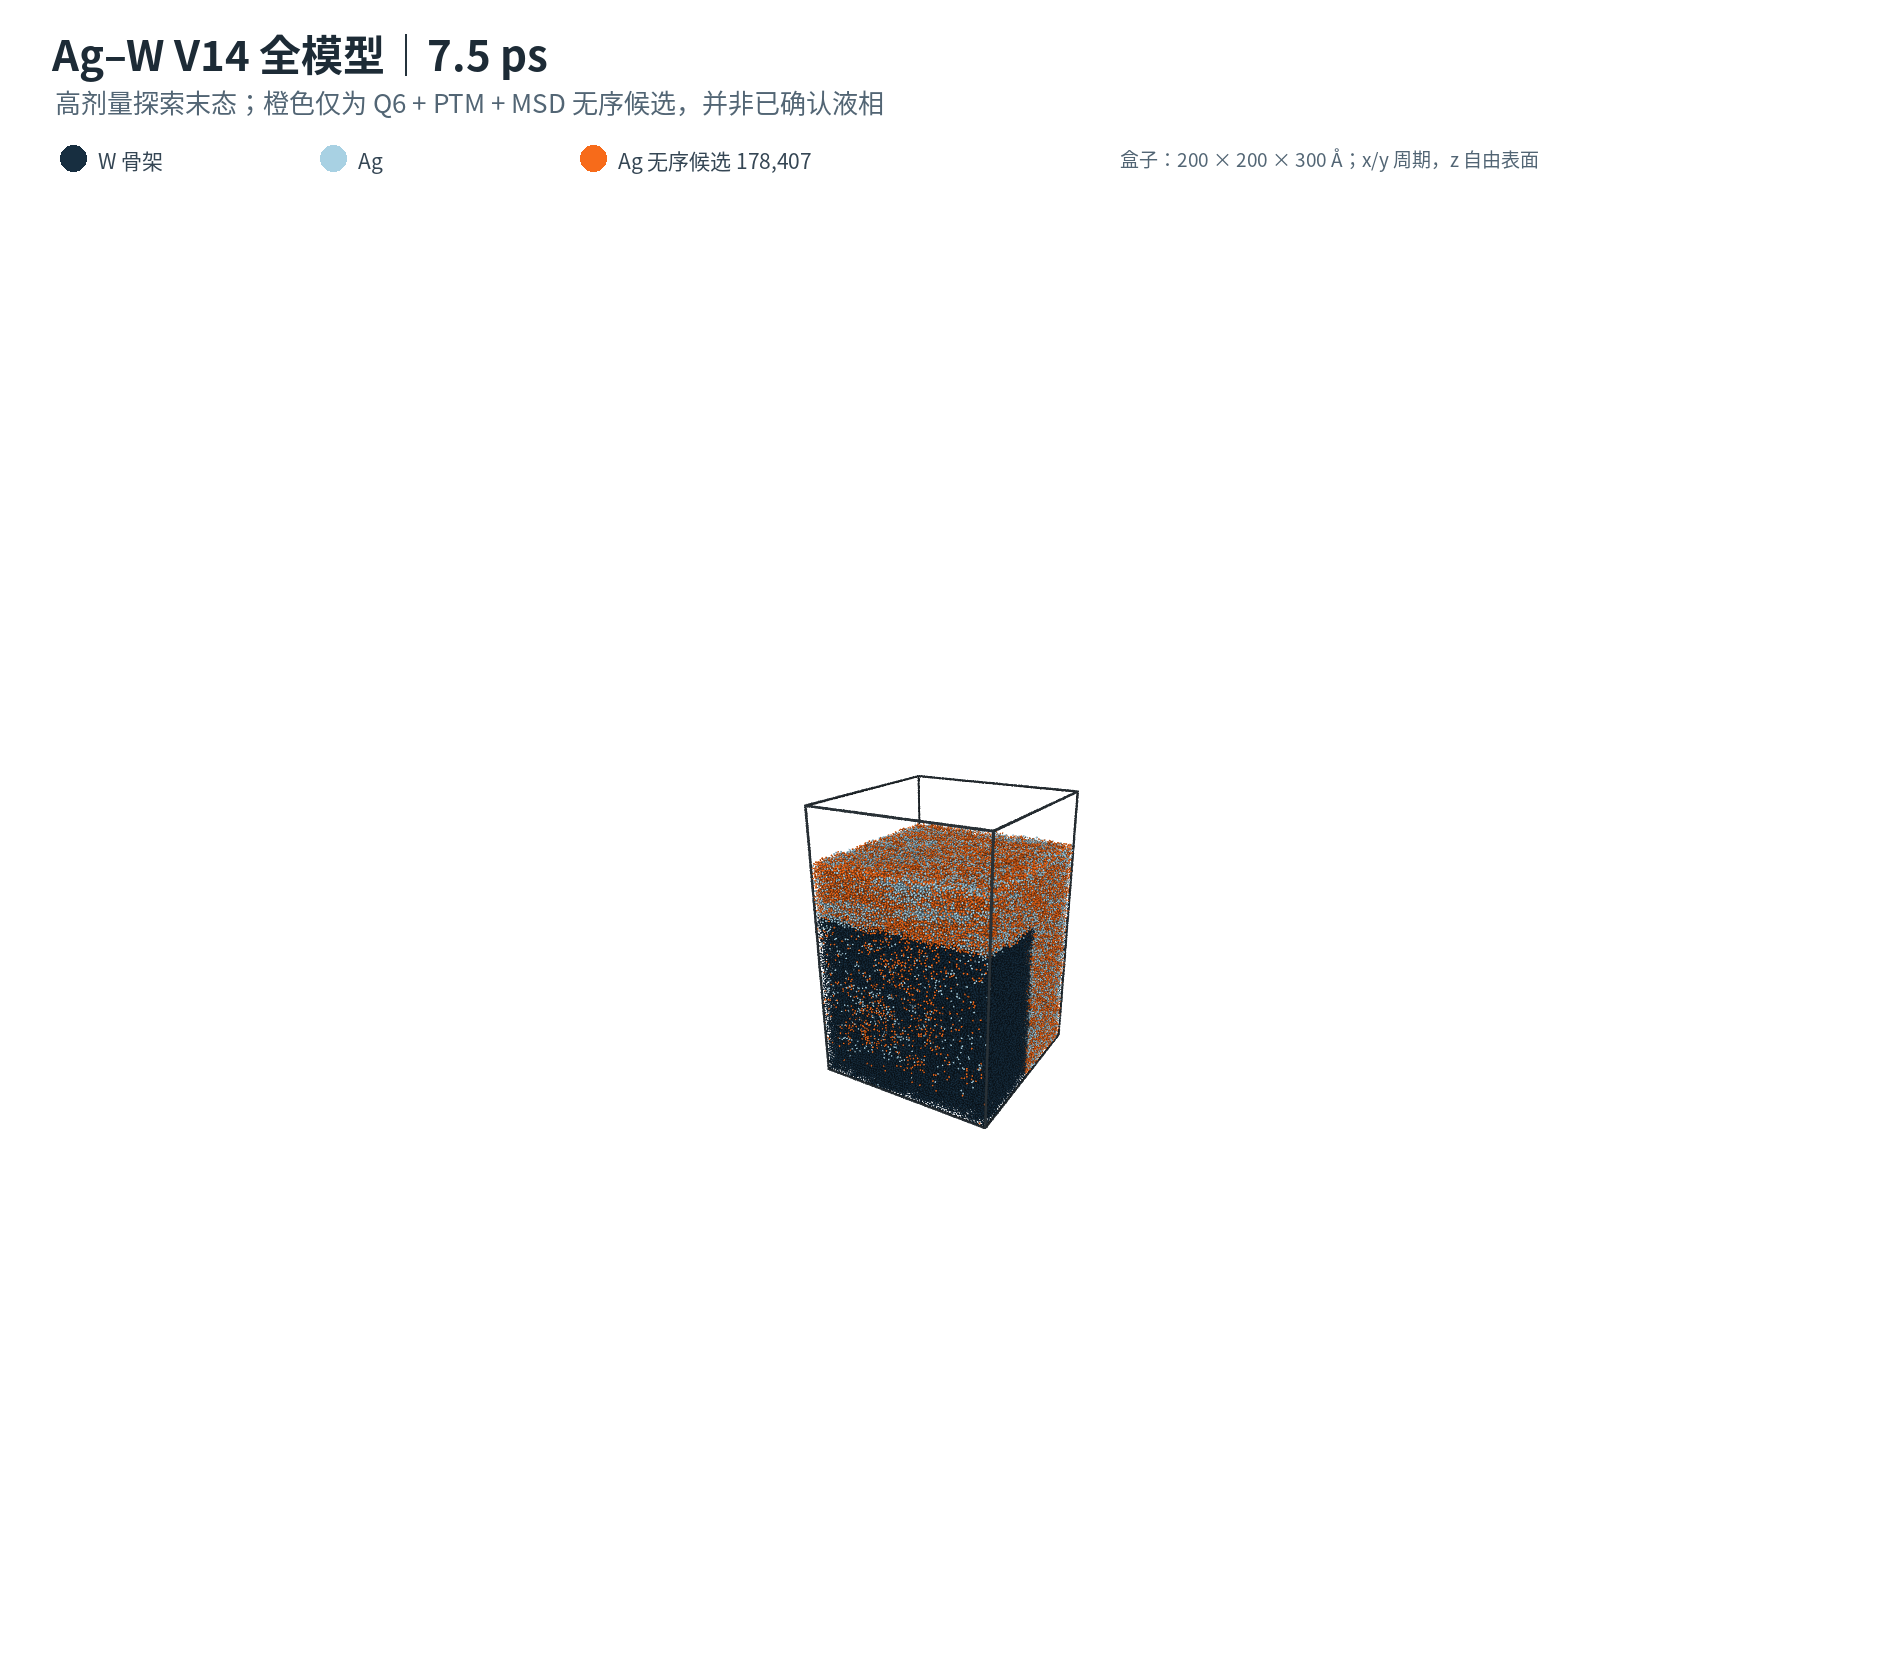 Ag–W V14 全模型｜7.5 ps
高剂量探索末态；橙色仅为 Q6 + PTM + MSD 无序候选，并非已确认液相
W 骨架 Ag Ag 无序候选 178,407 盒子：200 × 200 × 300 Å；x/y 周期，z 自由表面